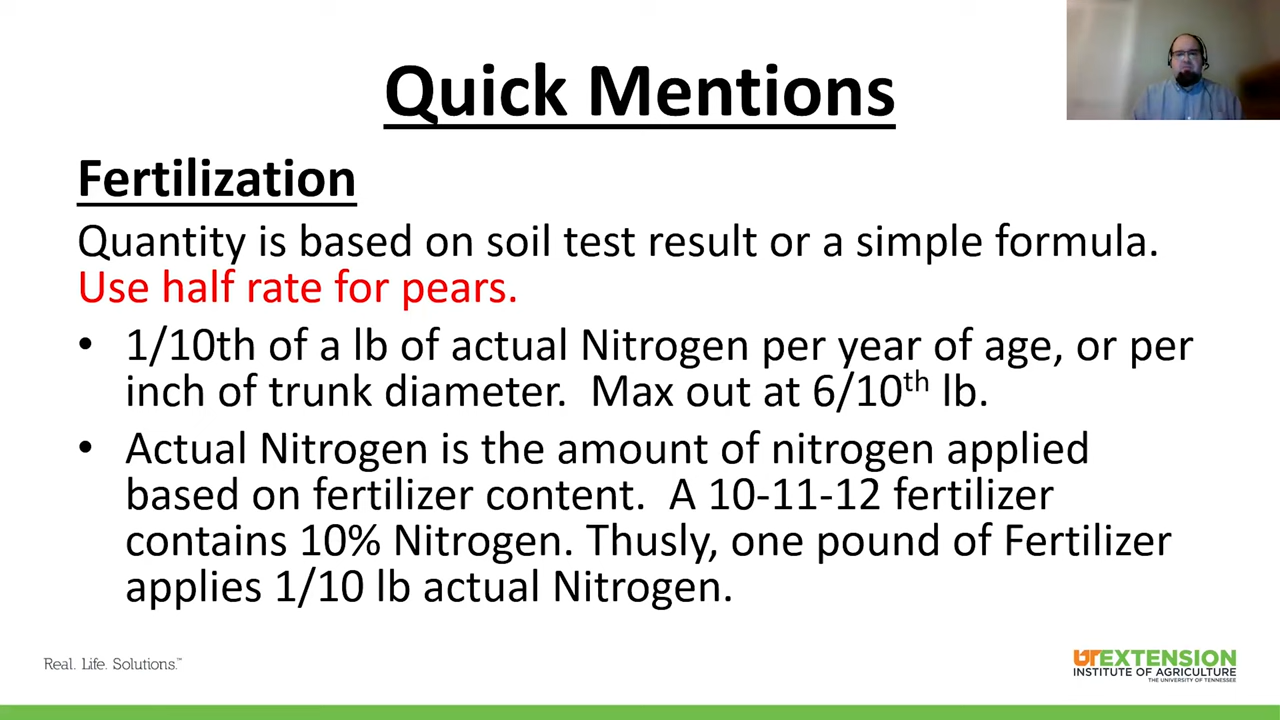 Quick Mentions
Fertilization
Quantity is based on soil test result or a simple formula.
Use half rate for pears.
• 1/10th of a lb of actual Nitrogen per year of age, or per
inch of trunk diameter.  Max out at 6/10th lb.
• Actual Nitrogen is the amount of nitrogen applied
based on fertilizer content.  A 10-11-12 fertilizer
contains 10% Nitrogen. Thusly, one pound of Fertilizer
applies 1/10 lb actual Nitrogen.
Real. Life. Solutions.™
UT EXTENSION
INSTITUTE OF AGRICULTURE
THE UNIVERSITY OF TENNESSEE